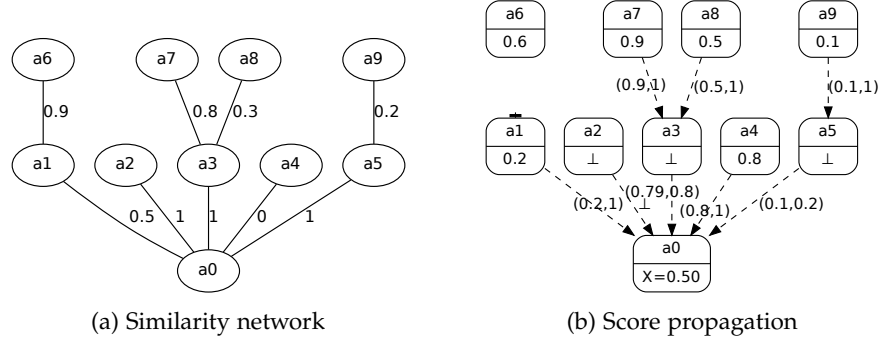 a6 a7 a8 a9
0.9 0.8 0.3 0.2
a1 a2 a3 a4 a5
0.5 1 1 0 1
a0
(a) Similarity network
a6 a7 a8 a9
0.6 0.9 0.5 0.1
(0.9,1) (0.5,1) (0.1,1)
a1 a2 a3 a4 a5
0.2 ⊥ ⊥ 0.8 ⊥
(0.2,1) ⊥ (0.79,0.8) (0.8,1) (0.1,0.2)
a0
X=0.50
(b) Score propagation